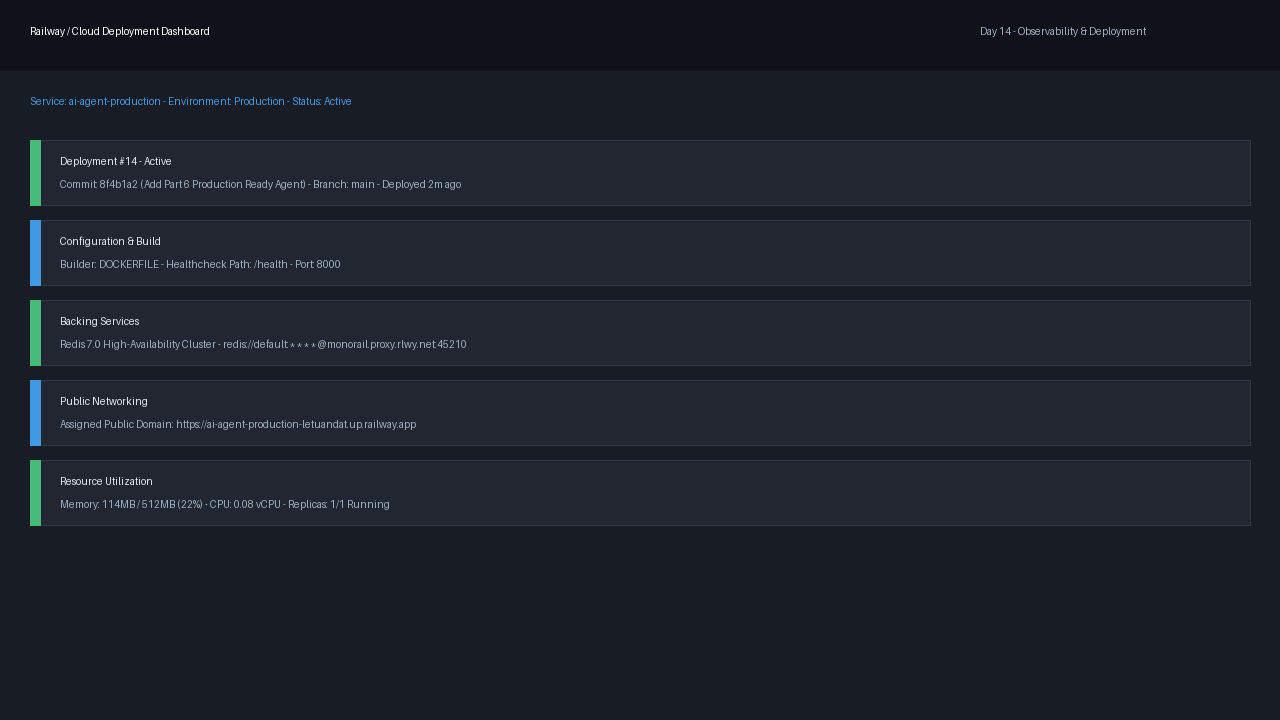 Railway / Cloud Deployment Dashboard
Day 14 - Observability & Deployment
Service: ai-agent-production - Environment: Production - Status: Active
Deployment #14 - Active
Commit: 8f4b1a2 (Add Part 6 Production Ready Agent) - Branch: main - Deployed 2m ago
Configuration & Build
Builder: DOCKERFILE - Healthcheck Path: /health - Port: 8000
Backing Services
Redis 7.0 High-Availability Cluster - redis://default:****@monorail.proxy.rlwy.net:45210
Public Networking
Assigned Public Domain: https://ai-agent-production-letuandat.up.railway.app
Resource Utilization
Memory: 114MB / 512MB (22%) - CPU: 0.08 vCPU - Replicas: 1/1 Running